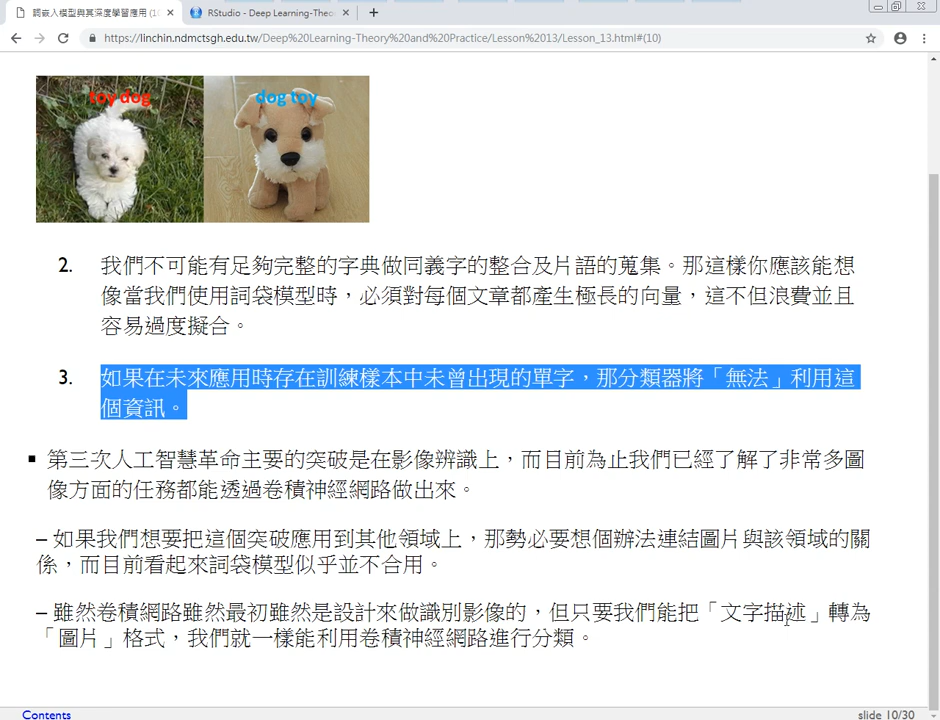 詞嵌入模型與其深度學習應用 (1
RStudio - Deep Learning-Theo
https://linchin.ndmctsgh.edu.tw/Deep%20Learning-Theory%20and%20Practice/Lesson%2013/Lesson_13.html#(10)
toy dog
dog toy
2. 我們不可能有足夠完整的字典做同義字的整合及片語的蒐集。那這樣你應該能想
像當我們使用詞袋模型時，必須對每個文章都產生極長的向量，這不但浪費並且
容易過度擬合。
3. 如果在未來應用時存在訓練樣本中未曾出現的單字，那分類器將「無法」利用這
個資訊。
▪ 第三次人工智慧革命主要的突破是在影像辨識上，而目前為止我們已經了解了非常多圖
像方面的任務都能透過卷積神經網路做出來。
– 如果我們想要把這個突破應用到其他領域上，那勢必要想個辦法連結圖片與該領域的關
係，而目前看起來詞袋模型似乎並不合用。
– 雖然卷積網路雖然最初雖然是設計來做識別影像的，但只要我們能把「文字描述」轉為
「圖片」格式，我們就一樣能利用卷積神經網路進行分類。
Contents
slide 10/30